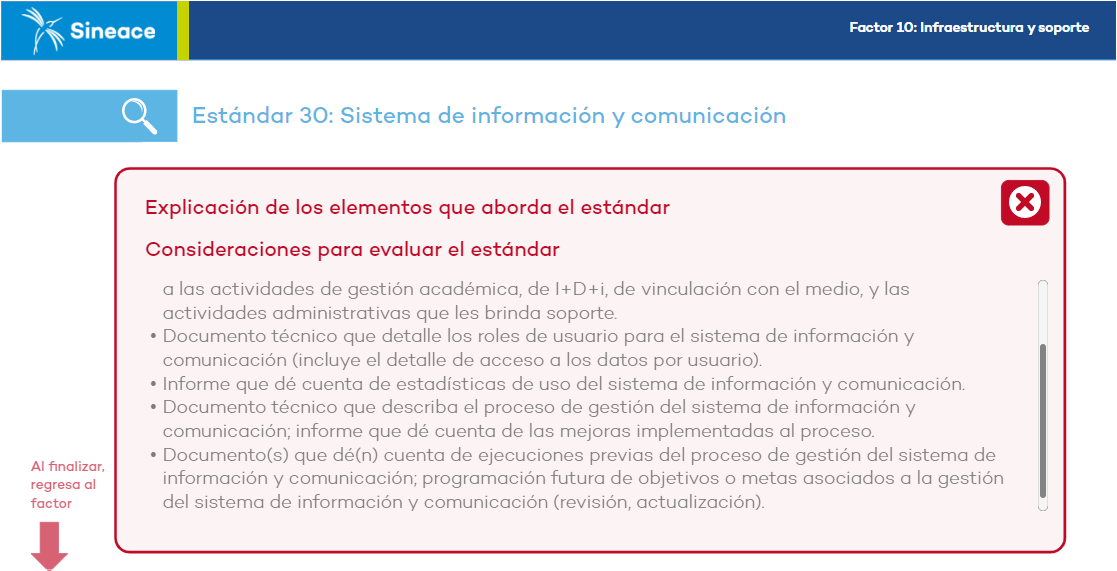 Sineace
Factor 10: Infraestructura y soporte
Estándar 30: Sistema de información y comunicación
Explicación de los elementos que aborda el estándar
Consideraciones para evaluar el estándar
a las actividades de gestión académica, de I+D+i, de vinculación con el medio, y las
actividades administrativas que les brinda soporte.
• Documento técnico que detalle los roles de usuario para el sistema de información y
comunicación (incluye el detalle de acceso a los datos por usuario).
• Informe que dé cuenta de estadísticas de uso del sistema de información y comunicación.
• Documento técnico que describa el proceso de gestión del sistema de información y
comunicación; informe que dé cuenta de las mejoras implementadas al proceso.
• Documento(s) que dé(n) cuenta de ejecuciones previas del proceso de gestión del sistema de
información y comunicación; programación futura de objetivos o metas asociados a la gestión
del sistema de información y comunicación (revisión, actualización).
Al finalizar,
regresa al
factor